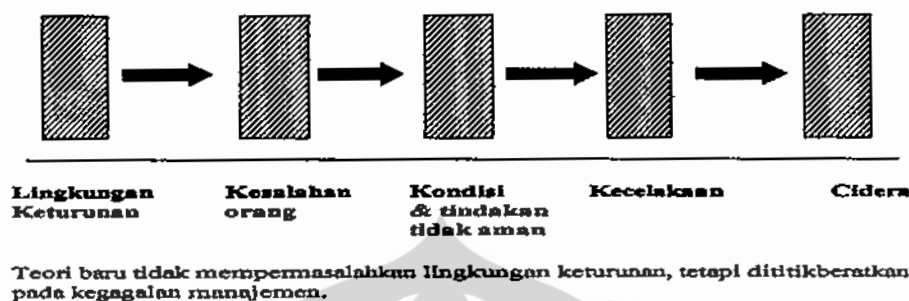 Lingkungan Kesalahan Kondisi Kecelakaan Cidera
Keturunan orang & tindakan
tidak aman
Teori baru tidak mempermasalahkan lingkungan keturunan, tetapi dititikberatkan
pada kegagalan manajemen.